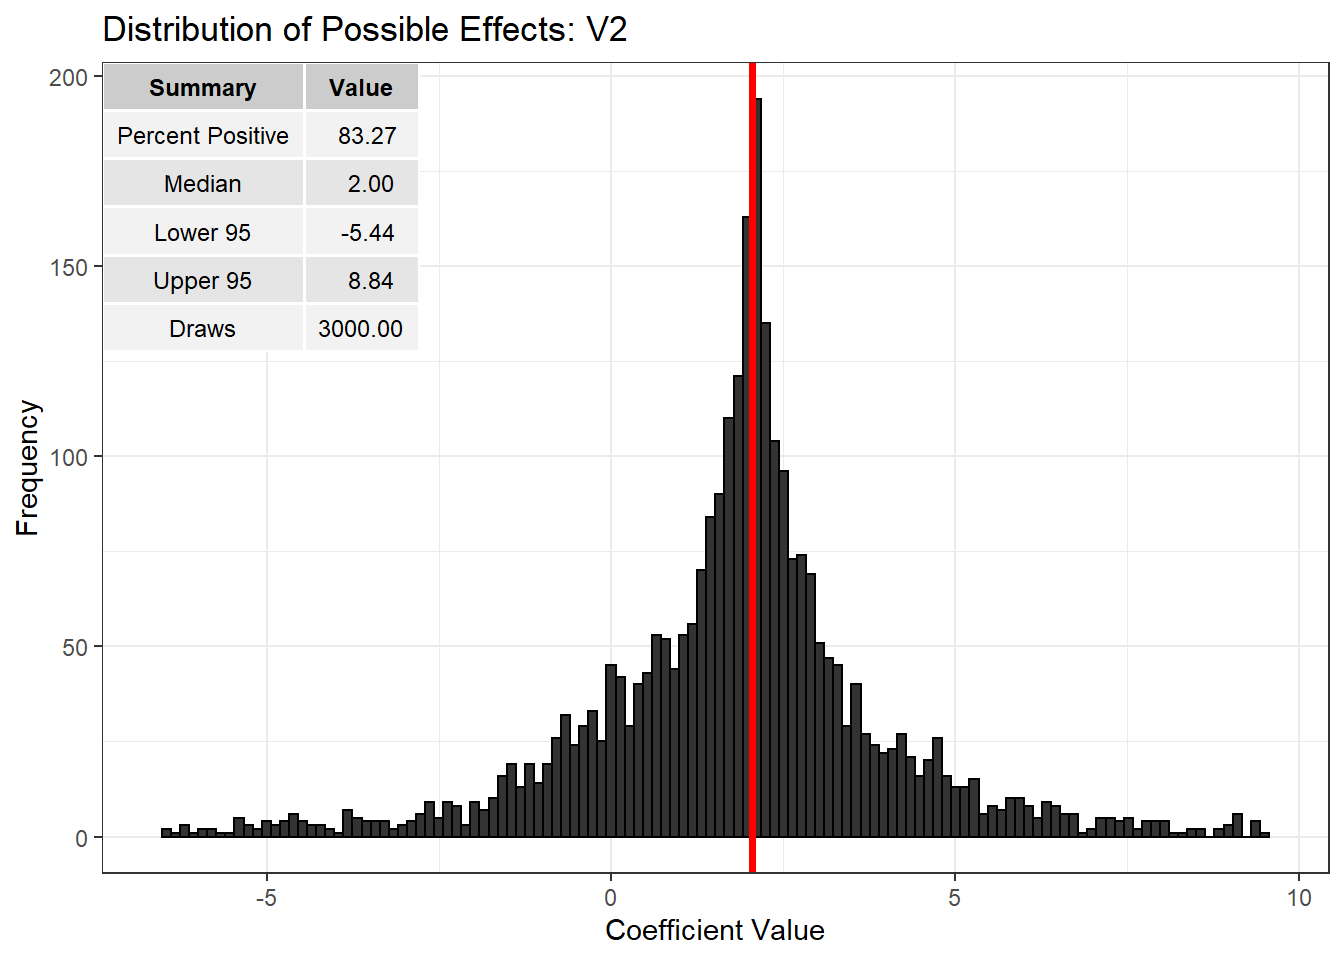 Distribution of Possible Effects: V2
Summary Value
Percent Positive 83.27
Median 2.00
Lower 95 -5.44
Upper 95 8.84
Draws 3000.00
200
150
100
50
0
Frequency
-5 0 5 10
Coefficient Value